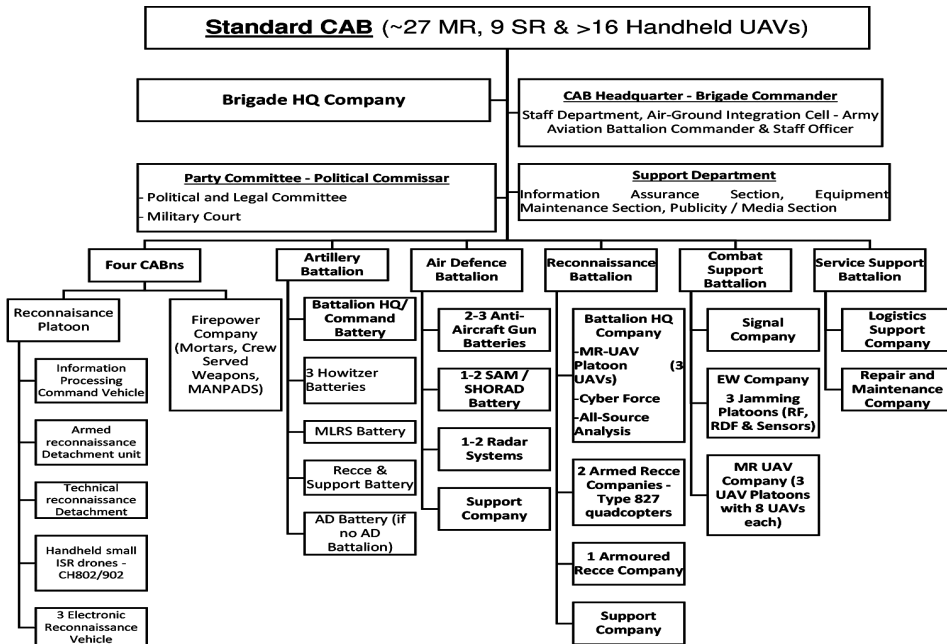 Standard CAB (~27 MR, 9 SR & >16 Handheld UAVs)
Brigade HQ Company
CAB Headquarter - Brigade Commander
Staff Department, Air-Ground Integration Cell - Army
Aviation Battalion Commander & Staff Officer
Party Committee - Political Commissar
- Political and Legal Committee
- Military Court
Support Department
Information Assurance Section, Equipment
Maintenance Section, Publicity / Media Section
Four CABns
Reconnaisance
Platoon
Information
Processing
Command Vehicle
Armed
reconnaissance
Detachment unit
Technical
reconnaissance
Detachment
Handheld small
ISR drones -
CH802/902
3 Electronic
Reconnaissance
Vehicle
Firepower
Company
(Mortars, Crew
Served
Weapons,
MANPADS)
Artillery
Battalion
Battalion HQ/
Command
Battery
3 Howitzer
Batteries
MLRS Battery
Recce &
Support Battery
AD Battery (if
no AD
Battalion)
Air Defence
Battalion
2-3 Anti-
Aircraft Gun
Batteries
1-2 SAM /
SHORAD
Battery
1-2 Radar
Systems
Support
Company
Reconnaissance
Battalion
Battalion HQ
Company
-MR-UAV
Platoon (3
UAVs)
-Cyber Force
-All-Source
Analysis
2 Armed Recce
Companies -
Type 827
quadcopters
1 Armoured
Recce Company
Support
Company
Combat
Support
Battalion
Signal
Company
EW Company
3 Jamming
Platoons (RF,
RDF & Sensors)
MR UAV
Company (3
UAV Platoons
with 8 UAVs
each)
Service Support
Battalion
Logistics
Support
Company
Repair and
Maintenance
Company